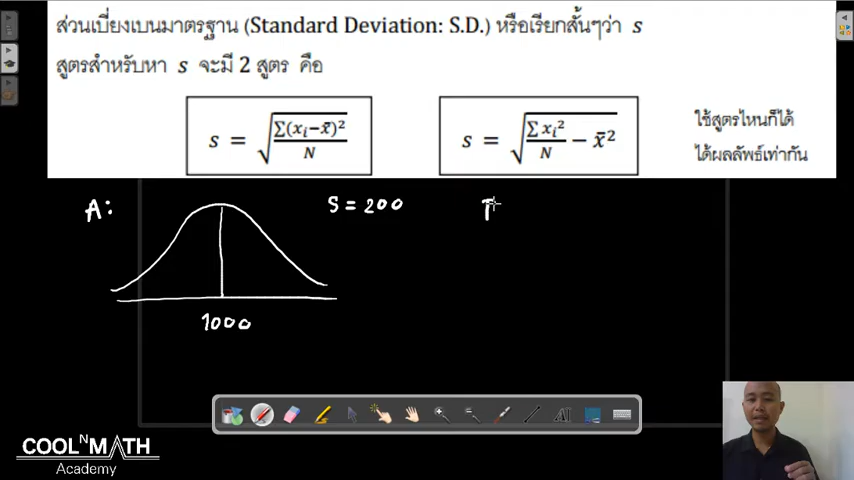 ส่วนเบี่ยงเบนมาตรฐาน (Standard Deviation: S.D.) หรือเรียกสั้นๆว่า s
สูตรสำหรับหา s จะมี 2 สูตร คือ
s = √(∑(xᵢ−x̄)²/N)
s = √(∑xᵢ²/N − x̄²)
ใช้สูตรไหนก็ได้
ได้ผลลัพธ์เท่ากัน
A:
S = 200
1000
AI
COOLᴺMATH
Academy